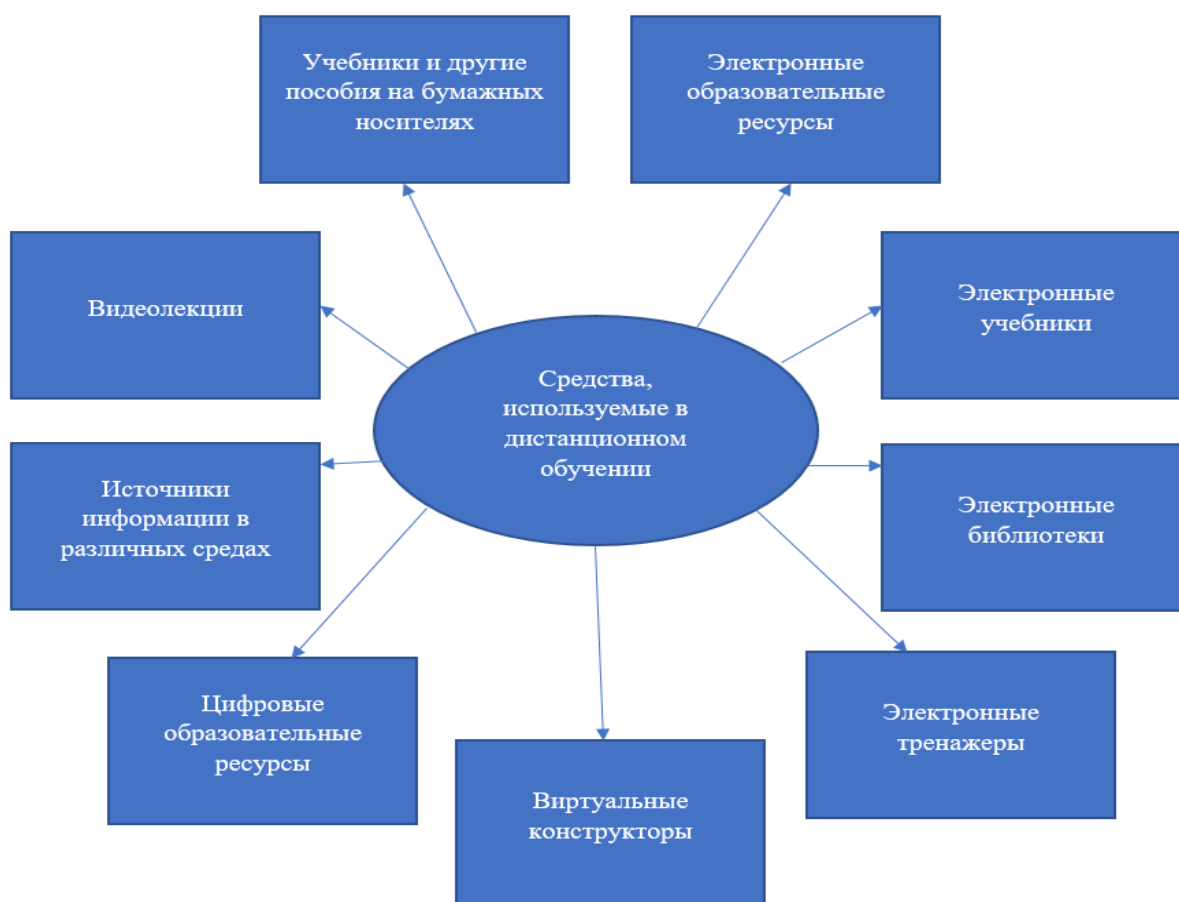 Учебники и другие
пособия на бумажных
носителях
Электронные
образовательные
ресурсы
Видеолекции
Электронные
учебники
Средства,
используемые в
дистанционном
обучении
Источники
информации в
различных средах
Электронные
библиотеки
Цифровые
образовательные
ресурсы
Электронные
тренажеры
Виртуальные
конструкторы